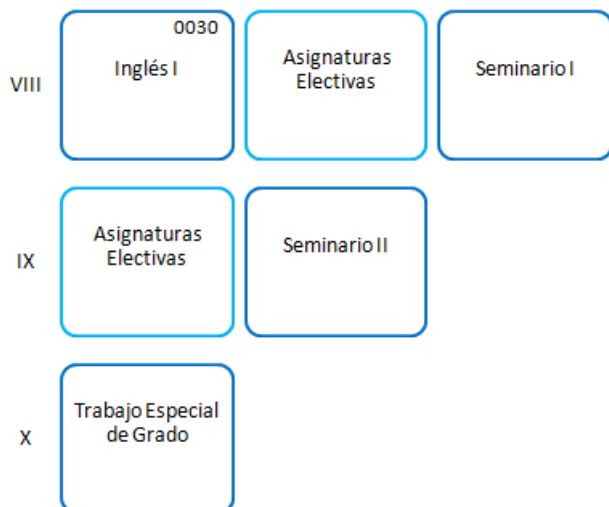 VIII
0030
Inglés I
Asignaturas
Electivas
Seminario I
IX
Asignaturas
Electivas
Seminario II
X
Trabajo Especial
de Grado